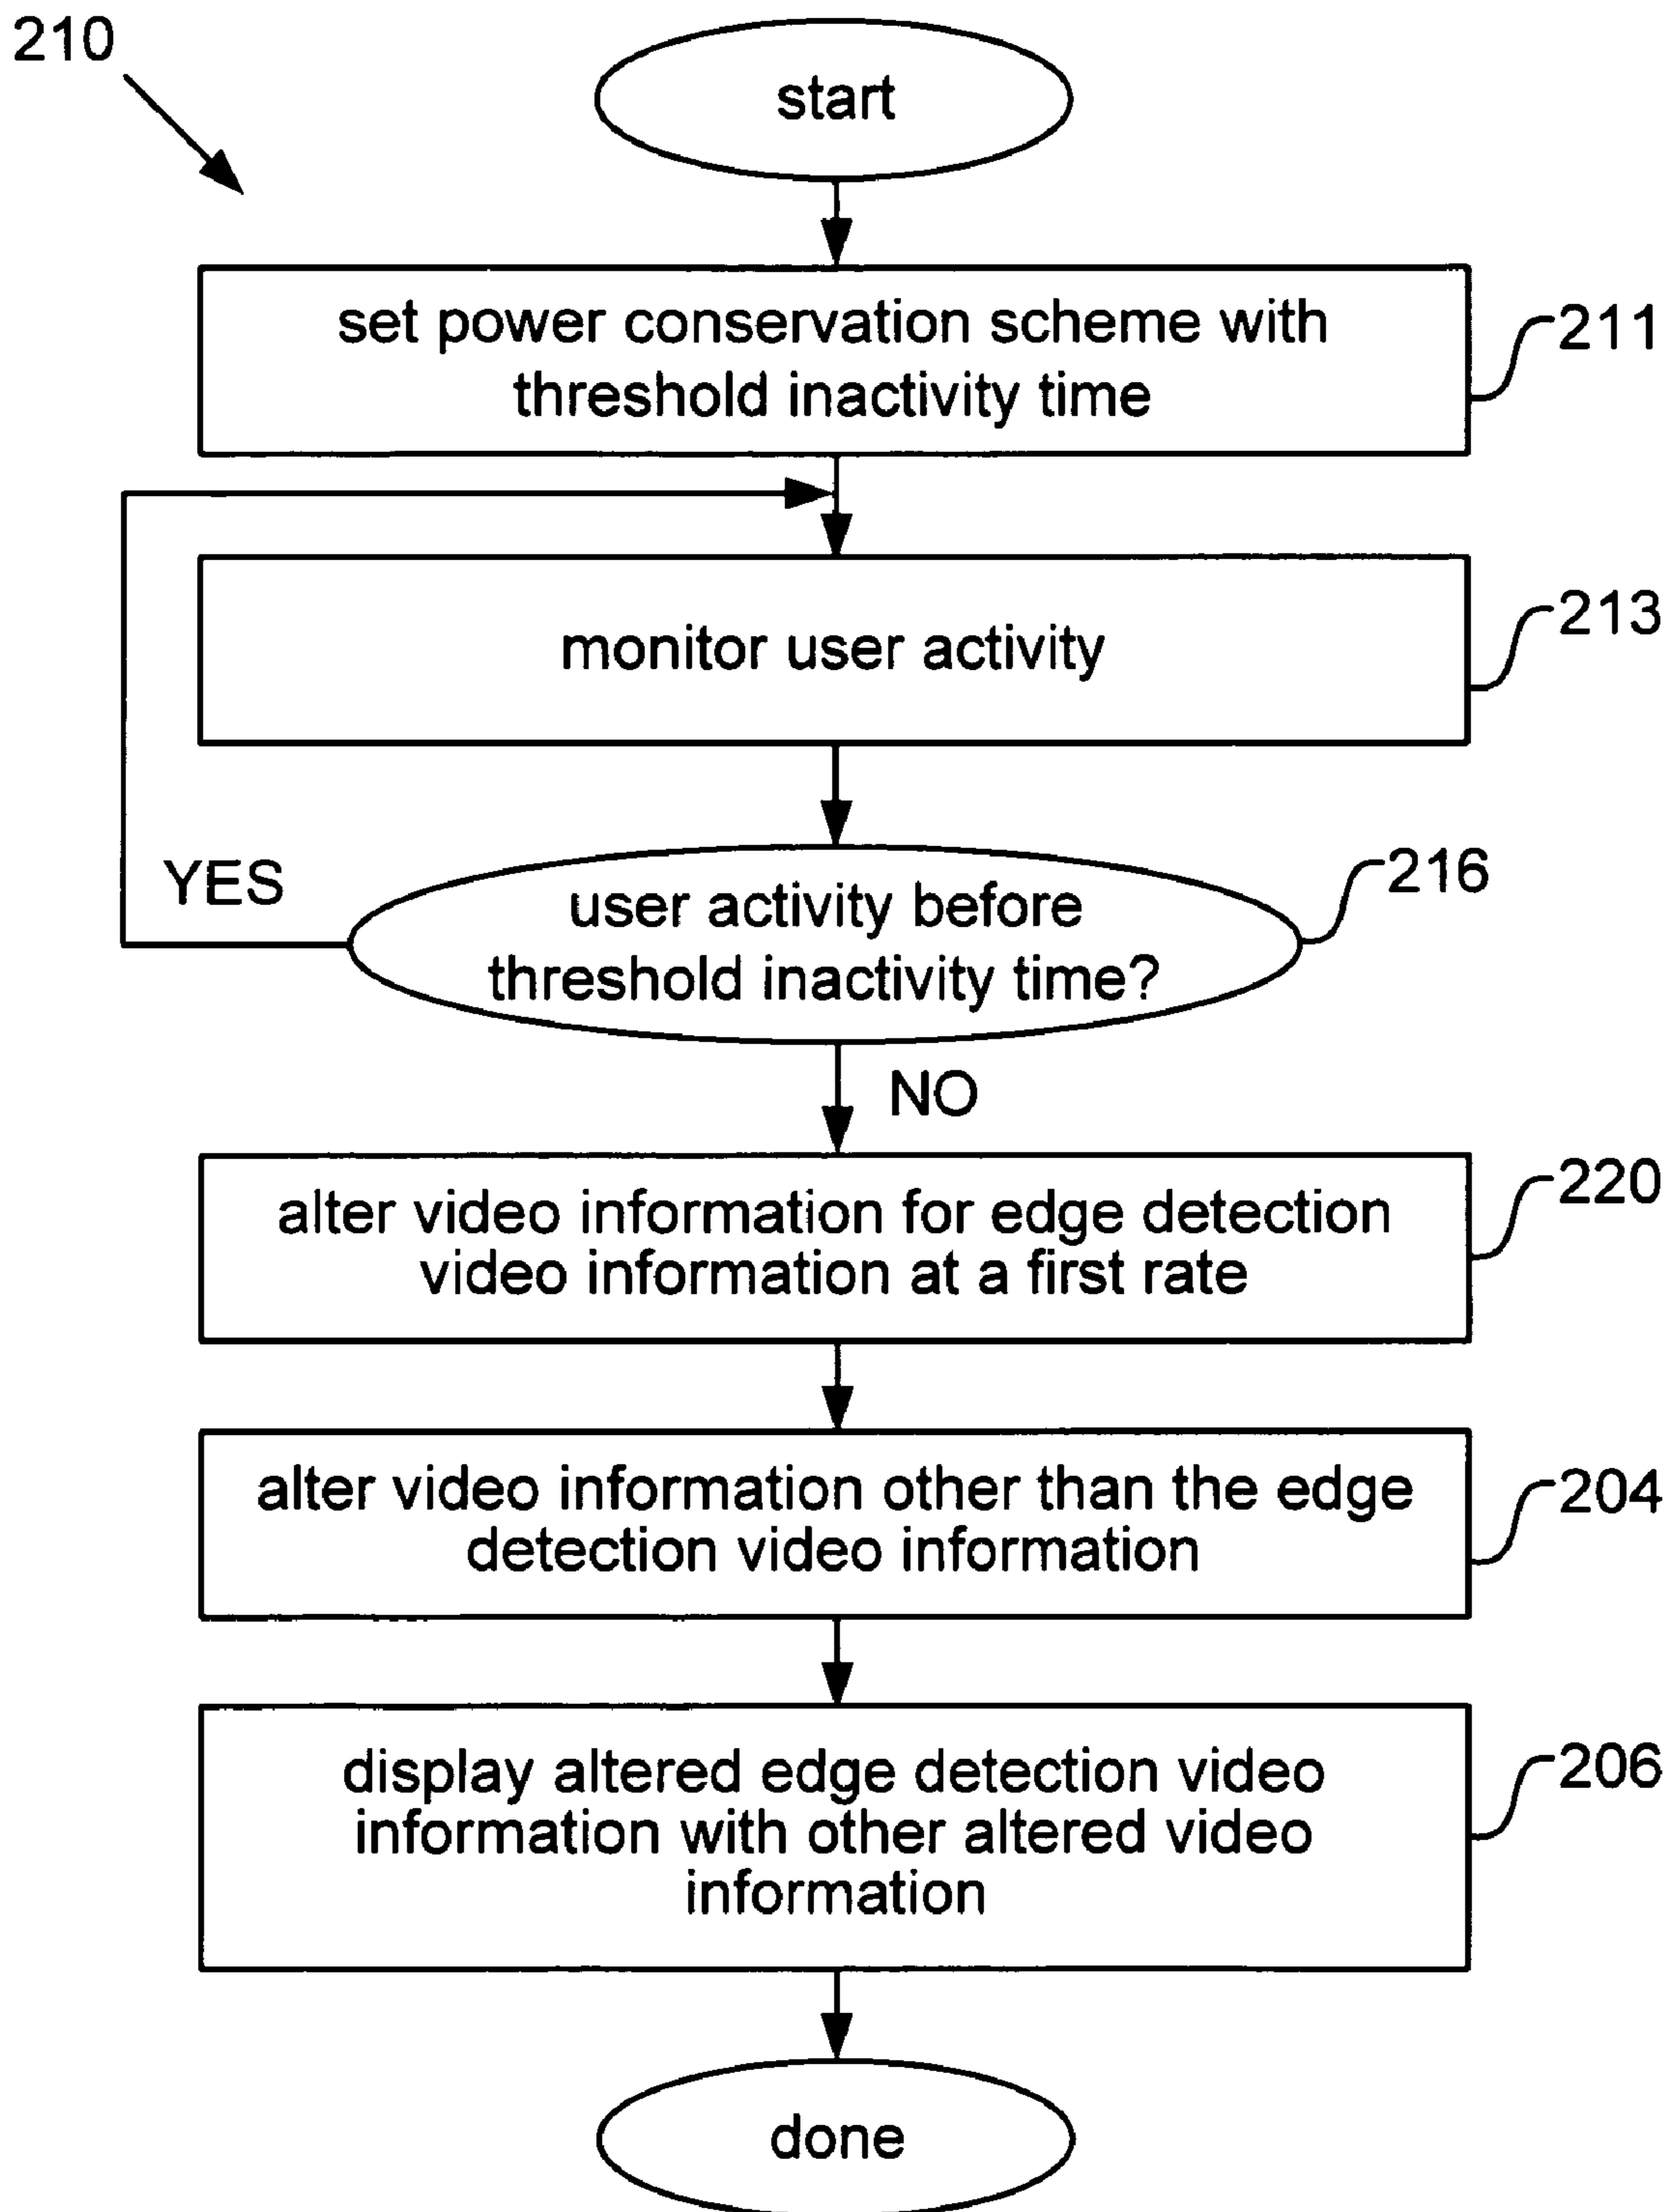 210
start
set power conservation scheme with
threshold inactivity time
211
monitor user activity
213
YES
user activity before
threshold inactivity time?
216
NO
alter video information for edge detection
video information at a first rate
220
alter video information other than the edge
detection video information
204
display altered edge detection video
information with other altered video
information
206
done